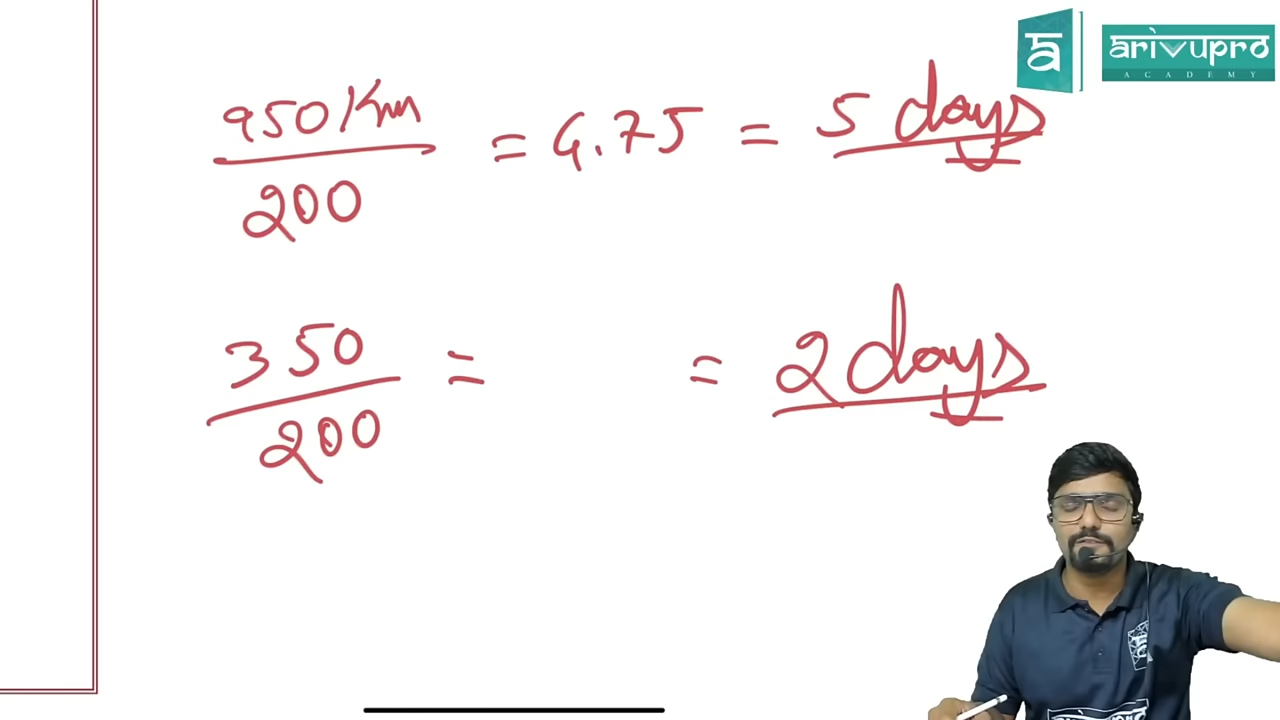 ā arivupro
ACADEMY
950 Km
200
= 4.75 = 5 days
350
200
= = 2 days